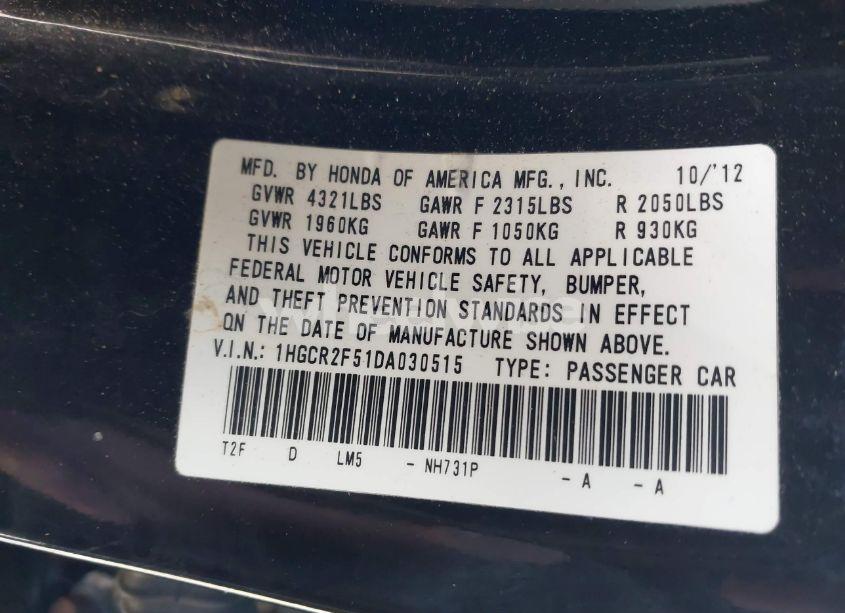 MFD. BY HONDA OF AMERICA MFG., INC. 10/'12
GVWR 4321LBS GAWR F 2315LBS R 2050LBS
GVWR 1960KG GAWR F 1050KG R 930KG
THIS VEHICLE CONFORMS TO ALL APPLICABLE
FEDERAL MOTOR VEHICLE SAFETY, BUMPER,
AND THEFT PREVENTION STANDARDS IN EFFECT
ON THE DATE OF MANUFACTURE SHOWN ABOVE.
V.I.N.: 1HGCR2F51DA030515 TYPE: PASSENGER CAR
T2F D LM5 - NH731P - A - A